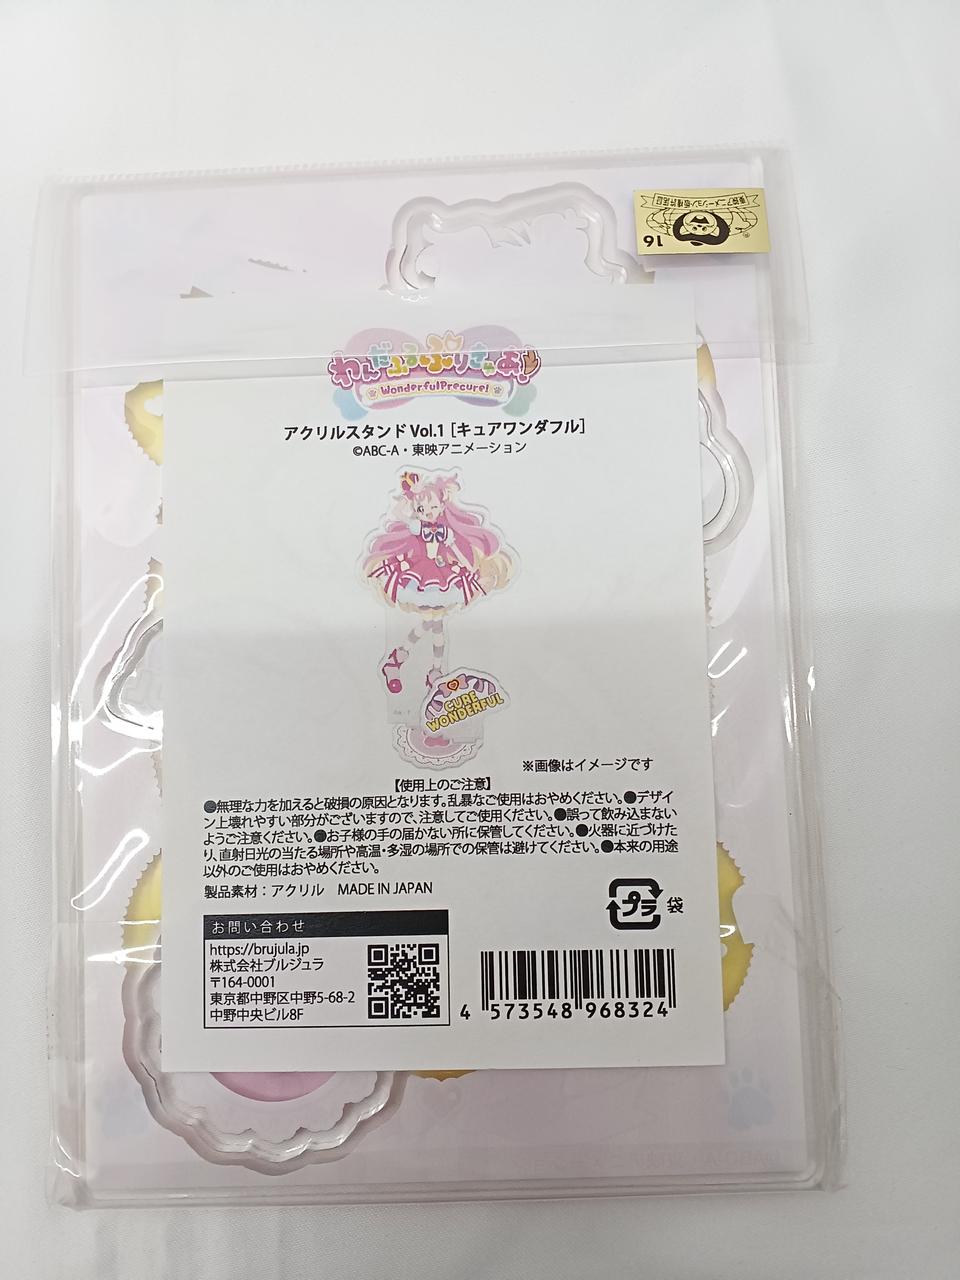 東映アニメーション版権許諾証
®
16
わんだふるぷりきゅあ!
WonderfulPrecure!
アクリルスタンド Vol.1 [キュアワンダフル]
©ABC-A・東映アニメーション
CURE
WONDERFUL
※画像はイメージです
【使用上のご注意】
●無理な力を加えると破損の原因となります。乱暴なご使用はおやめください。●デザイ
ン上壊れやすい部分がございますので、注意してご使用ください。●誤って飲み込まない
ようご注意ください。●お子様の手の届かない所に保管してください。●火器に近づけた
り、直射日光の当たる場所や高温・多湿の場所での保管は避けてください。●本来の用途
以外のご使用はおやめください。
製品素材：アクリル MADE IN JAPAN
プラ 袋
お問い合わせ
https://brujula.jp
株式会社ブルジュラ
〒164-0001
東京都中野区中野5-68-2
中野中央ビル8F
4 573548 968324